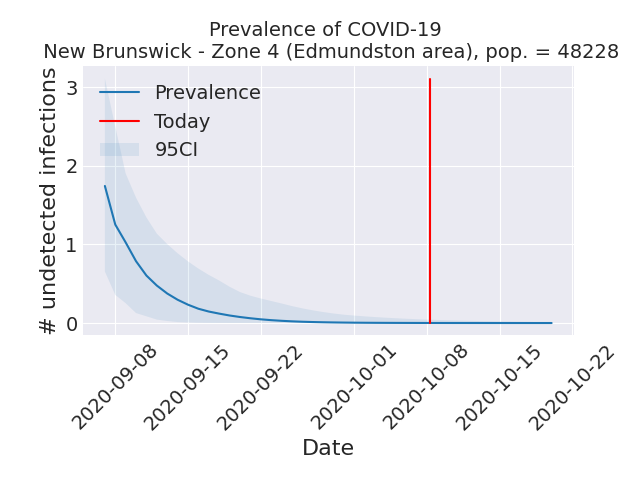 Prevalence of COVID-19
New Brunswick - Zone 4 (Edmundston area), pop. = 48228
# undetected infections
3
2
1
0
Prevalence
Today
95CI
2020-09-08
2020-09-15
2020-09-22
2020-10-01
2020-10-08
2020-10-15
2020-10-22
Date